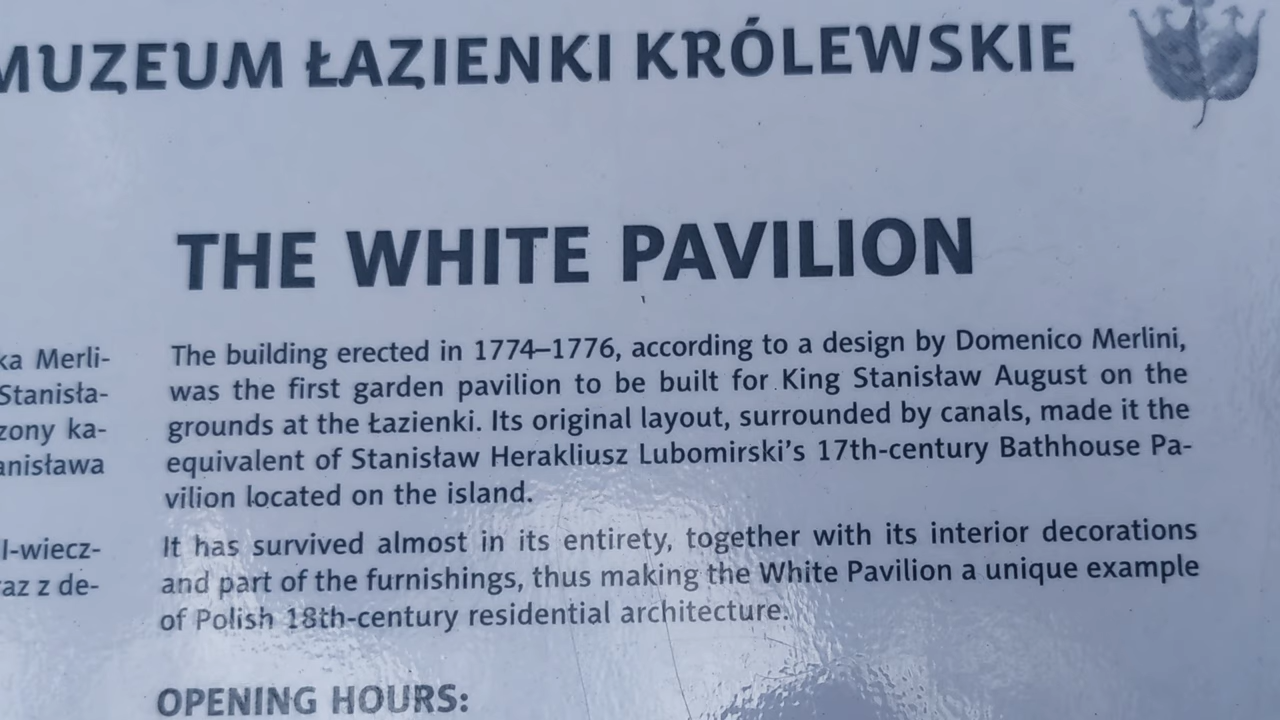 MUZEUM ŁAZIENKI KRÓLEWSKIE
THE WHITE PAVILION
ka Merli-
Stanisła-
zony ka-
anisława
l-wiecz-
az z de-
The building erected in 1774–1776, according to a design by Domenico Merlini,
was the first garden pavilion to be built for King Stanisław August on the
grounds at the Łazienki. Its original layout, surrounded by canals, made it the
equivalent of Stanisław Herakliusz Lubomirski's 17th-century Bathhouse Pa-
vilion located on the island.
It has survived almost in its entirety, together with its interior decorations
and part of the furnishings, thus making the White Pavilion a unique example
of Polish 18th-century residential architecture.
OPENING HOURS: